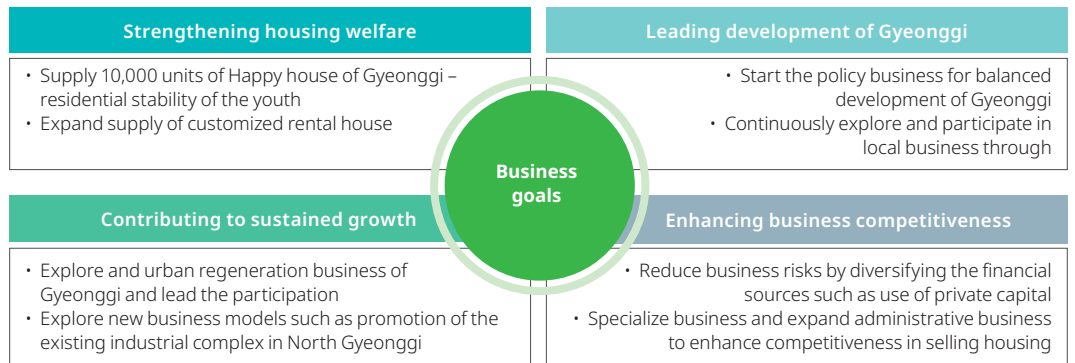 Strengthening housing welfare
• Supply 10,000 units of Happy house of Gyeonggi –
residential stability of the youth
• Expand supply of customized rental house
Leading development of Gyeonggi
• Start the policy business for balanced
development of Gyeonggi
• Continuously explore and participate in
local business through
Business
goals
Contributing to sustained growth
• Explore and urban regeneration business of
Gyeonggi and lead the participation
• Explore new business models such as promotion of the
existing industrial complex in North Gyeonggi
Enhancing business competitiveness
• Reduce business risks by diversifying the financial
sources such as use of private capital
• Specialize business and expand administrative business
to enhance competitiveness in selling housing